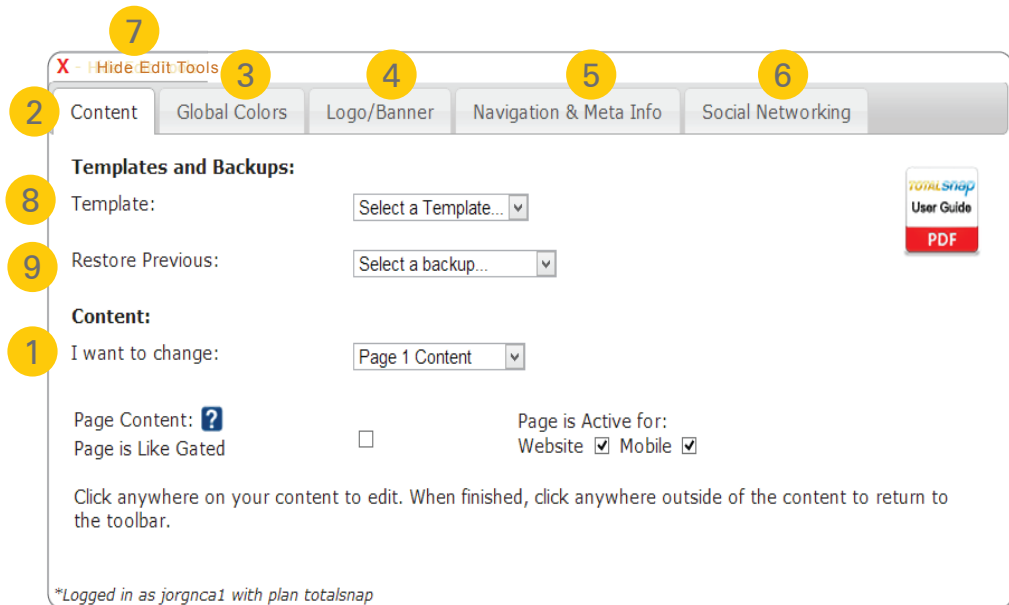 7
X - Hide Edit Tools
2 Content 3 Global Colors 4 Logo/Banner 5 Navigation & Meta Info 6 Social Networking
Templates and Backups:
8 Template: Select a Template...
TOTALSnap
User Guide
PDF
9 Restore Previous: Select a backup...
Content:
1 I want to change: Page 1 Content
Page Content: ? Page is Active for:
Page is Like Gated Website Mobile
Click anywhere on your content to edit. When finished, click anywhere outside of the content to return to
the toolbar.
*Logged in as jorgnca1 with plan totalsnap